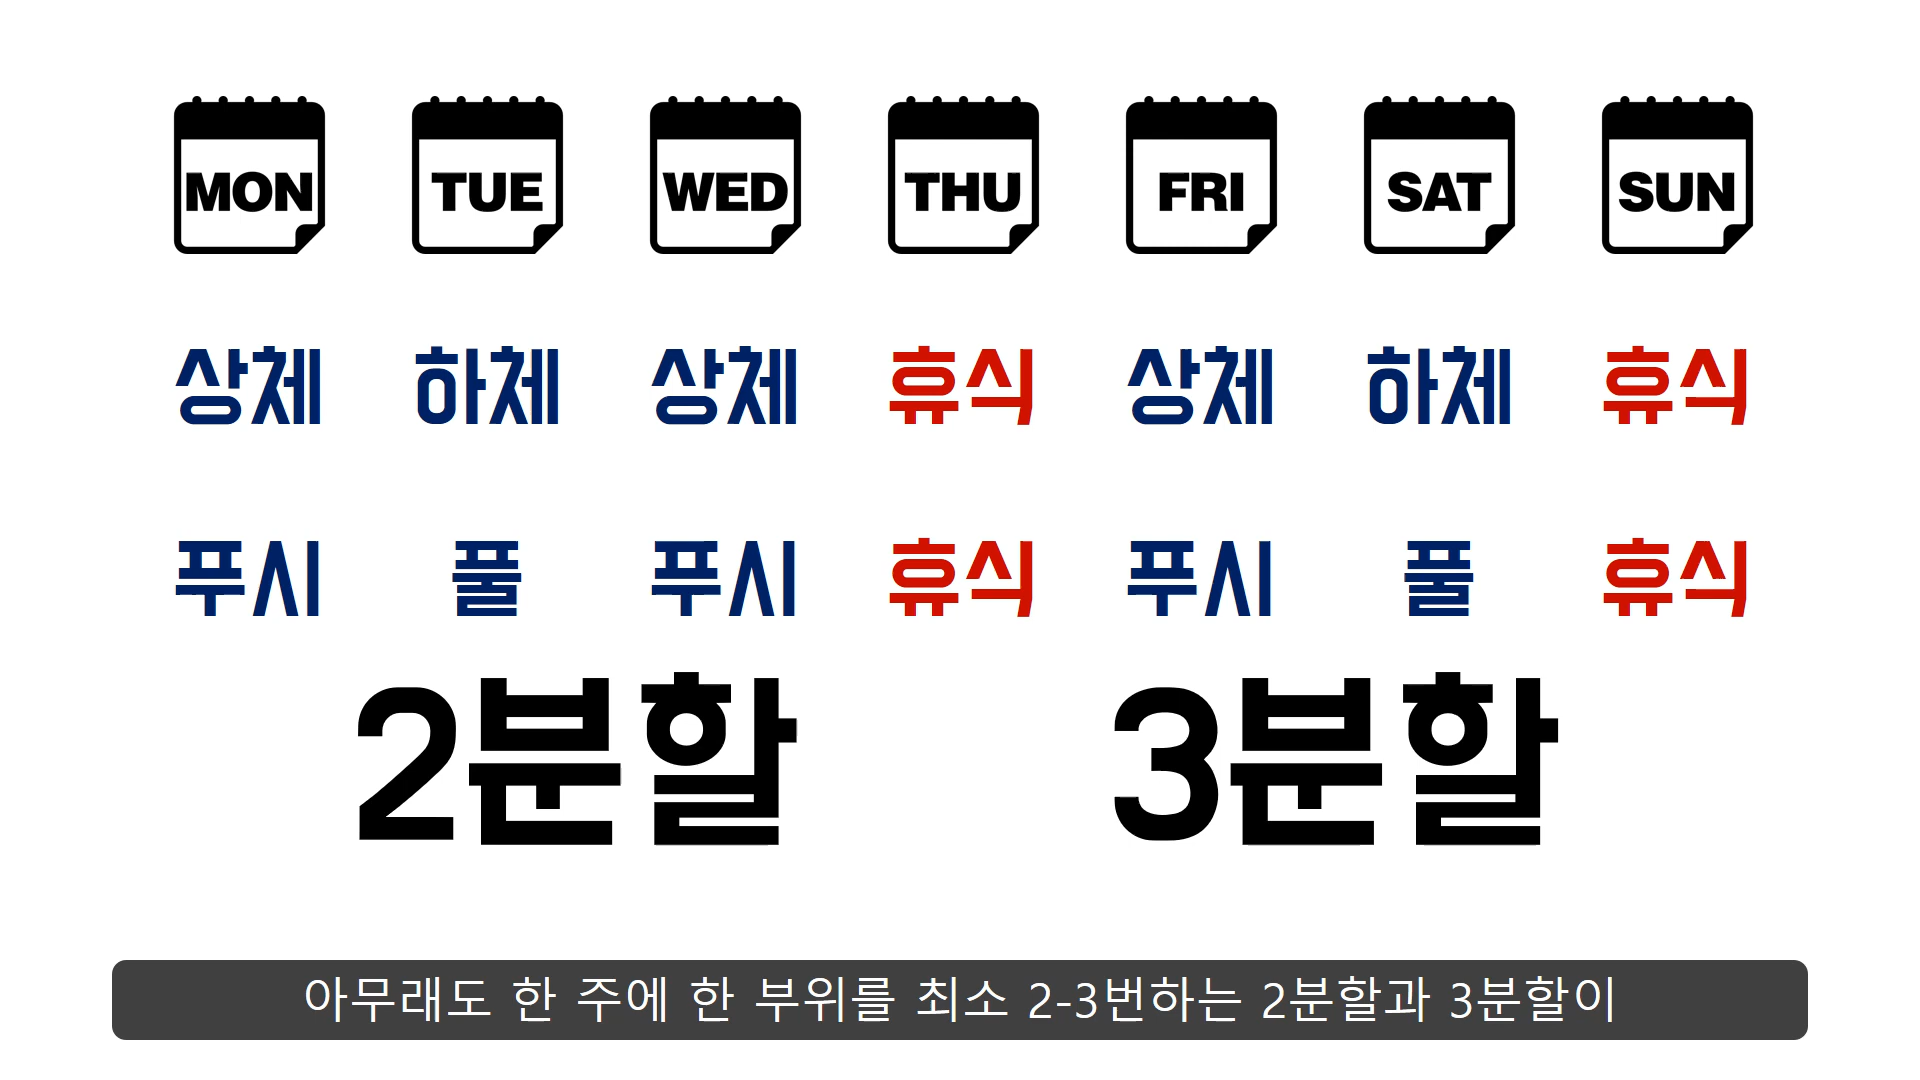 MON TUE WED THU FRI SAT SUN
상체 하체 상체 휴식 상체 하체 휴식
푸시 풀 푸시 휴식 푸시 풀 휴식
2분할 3분할
아무래도 한 주에 한 부위를 최소 2-3번하는 2분할과 3분할이